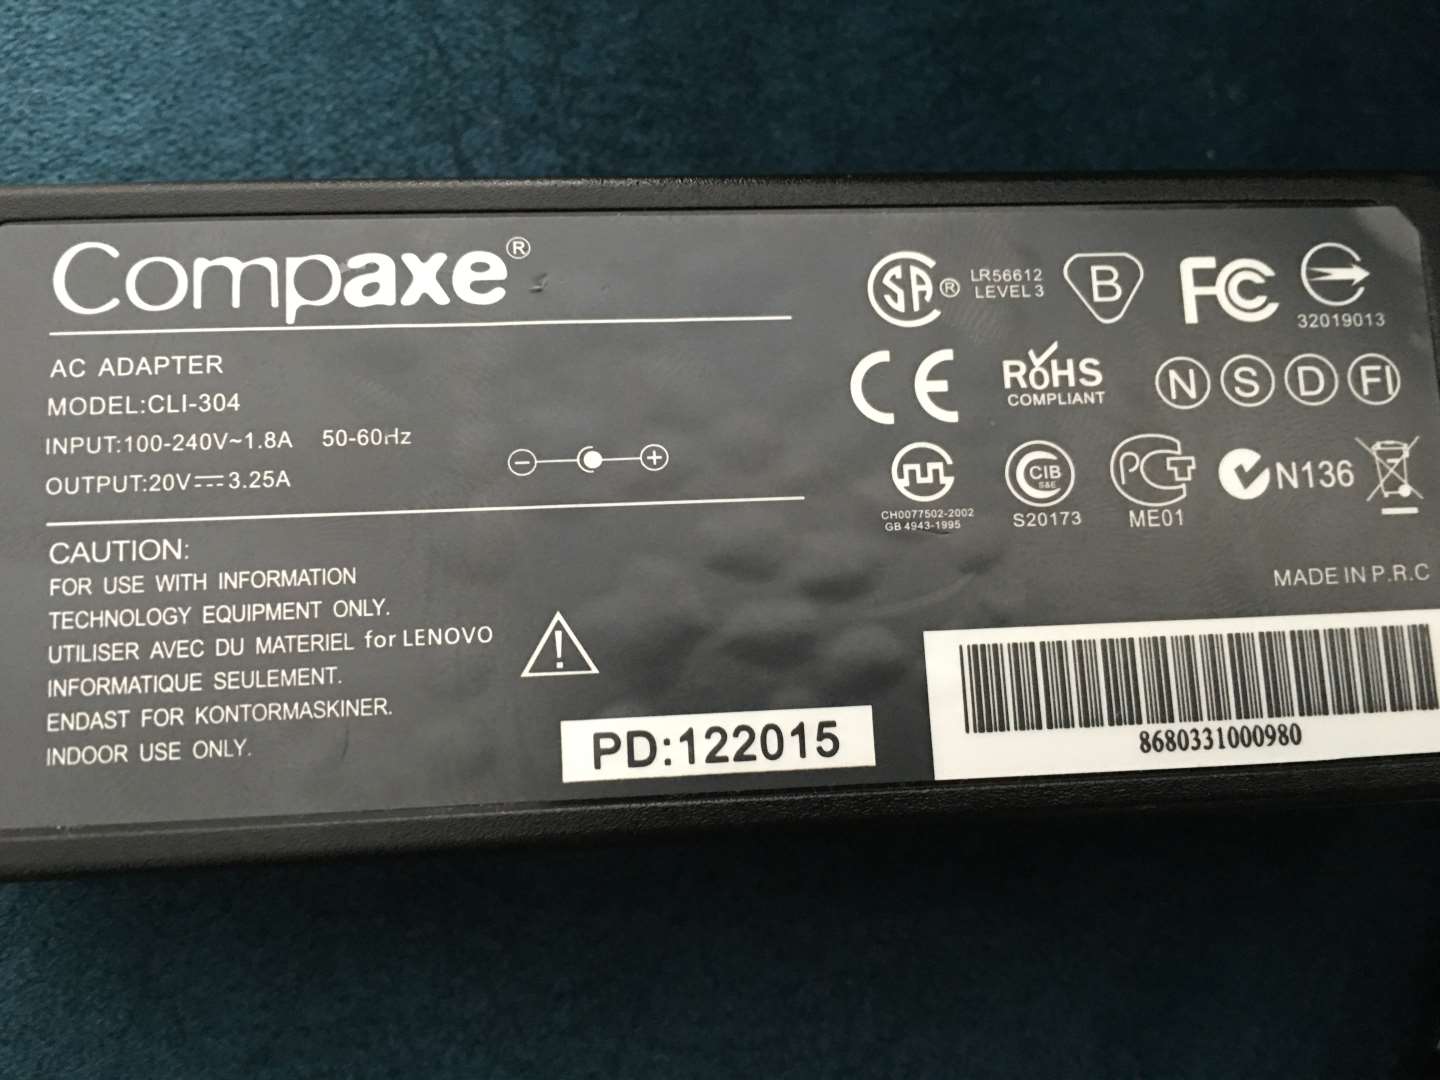 Compaxe®
AC ADAPTER
MODEL:CLI-304
INPUT:100-240V~1.8A 50-60Hz
OUTPUT:20V⎓3.25A
CAUTION:
FOR USE WITH INFORMATION
TECHNOLOGY EQUIPMENT ONLY.
UTILISER AVEC DU MATERIEL for LENOVO
INFORMATIQUE SEULEMENT.
ENDAST FOR KONTORMASKINER.
INDOOR USE ONLY.
PD:122015
SA® LR56612
LEVEL 3
B
FC
32019013
CE
RoHS
COMPLIANT
N S D FI
CH0077502-2002
GB 4943-1995
CIB
S&E
S20173
PCT
ME01
N136
MADE IN P.R.C
8680331000980